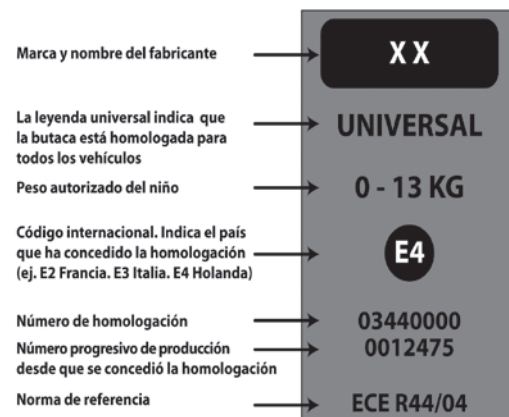 Marca y nombre del fabricante
X X
La leyenda universal indica que
la butaca está homologada para
todos los vehículos
UNIVERSAL
Peso autorizado del niño
0 - 13 KG
Código internacional. Indica el país
que ha concedido la homologación
(ej. E2 Francia. E3 Italia. E4 Holanda)
E4
Número de homologación
03440000
Número progresivo de producción
desde que se concedió la homologación
0012475
Norma de referencia
ECE R44/04